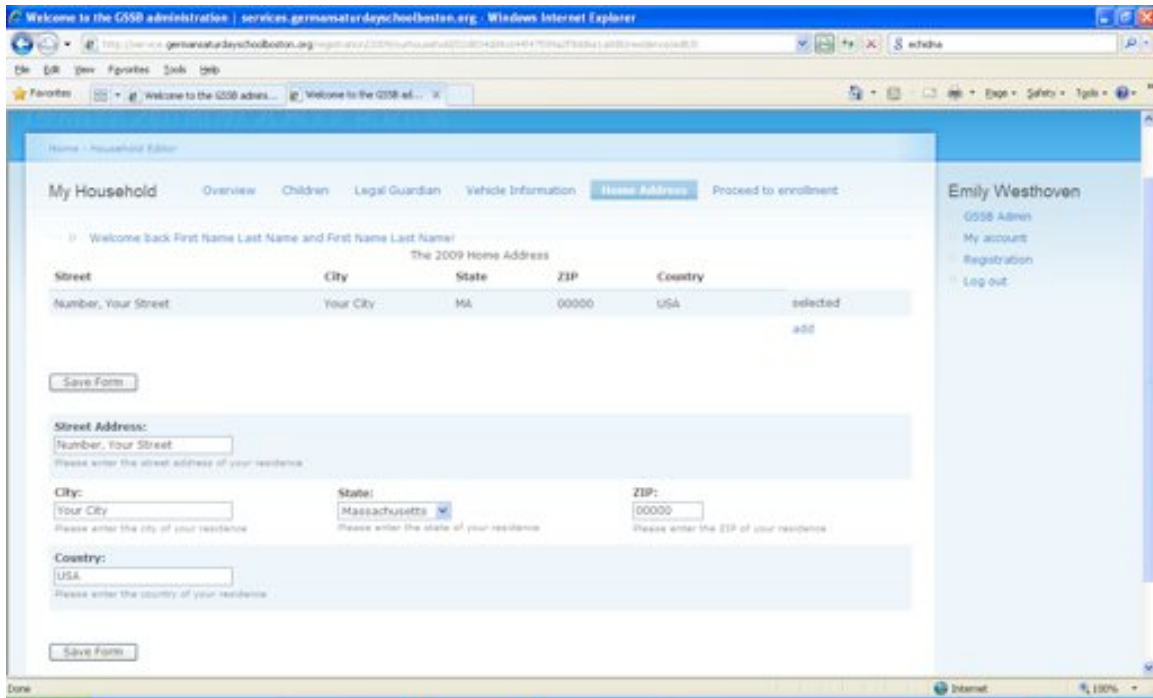 Welcome to the GSSB administration | services.germansaturdayschoolboston.org - Windows Internet Explorer
germansaturdayschoolboston.org
echidna
File Edit View Favorites Tools Help
Favorites Welcome to the GSSB admini... Welcome to the GSSB ad... X Page Safety Tools
Home › Household Editor
My Household Overview Children Legal Guardian Vehicle Information Home Address Proceed to enrollment
Emily Westhoven
GSSB Admin
My account
Registration
Log out
Welcome back First Name Last Name and First Name Last Name!
The 2009 Home Address
Street City State ZIP Country
Number, Your Street Your City MA 00000 USA selected
add
Save Form
Street Address:
Number, Your Street
Please enter the street address of your residence
City: State: ZIP:
Your City Massachusetts 00000
Please enter the city of your residence Please enter the state of your residence Please enter the ZIP of your residence
Country:
USA
Please enter the country of your residence
Save Form
Done Internet 100%